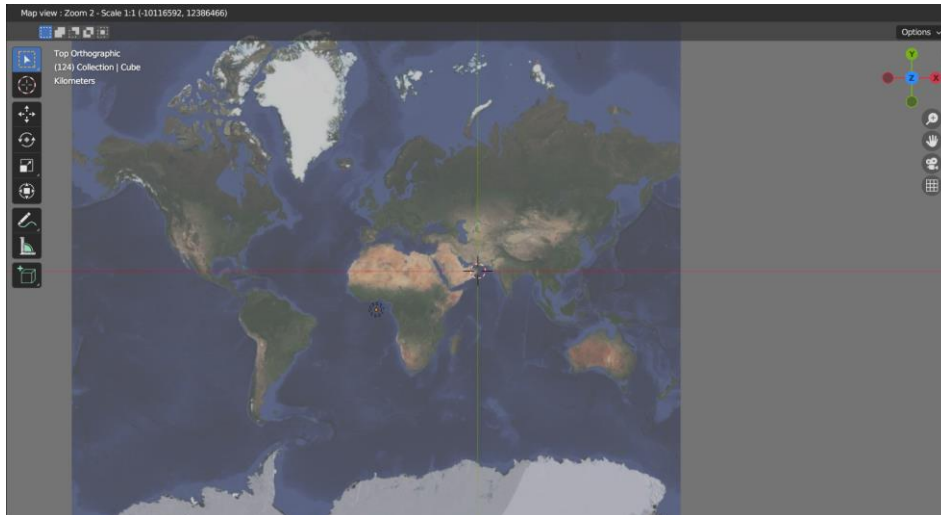 Map view : Zoom 2 - Scale 1:1 (-10116592, 12386466)
Options
Top Orthographic
(124) Collection | Cube
Kilometers
Y
Z
X